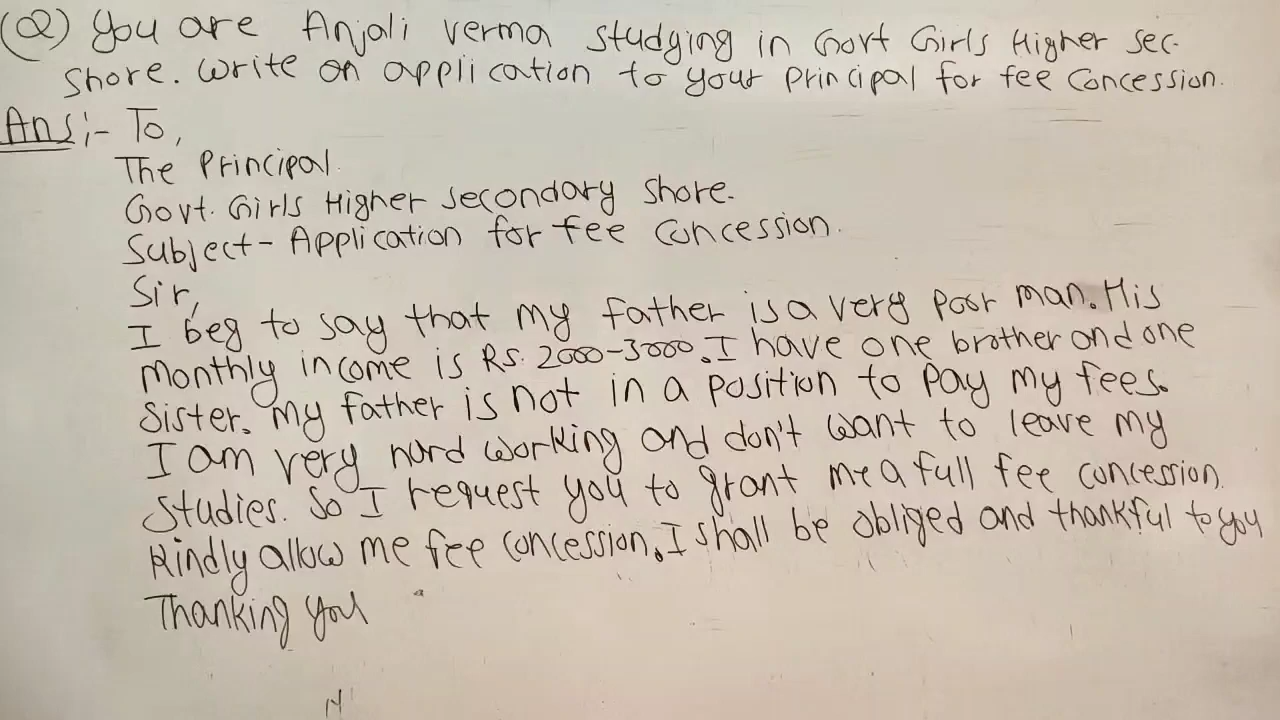 (Q) You are Anjali verma studying in Govt Girls Higher Sec.
Shore. Write on application to your principal for fee Concession.
Ans:- To,
The Principal.
Govt. Girls Higher Secondary Shore.
Subject- Application for fee Concession.
Sir,
I beg to say that my father is a very poor man. His
Monthly income is Rs. 2000-3000. I have one brother and one
Sister. My father is not in a position to pay my fees.
I am very hard working and don't want to leave my
Studies. So I request you to grant me a full fee concession.
Kindly allow me fee concession. I shall be obliged and thankful to you
Thanking you